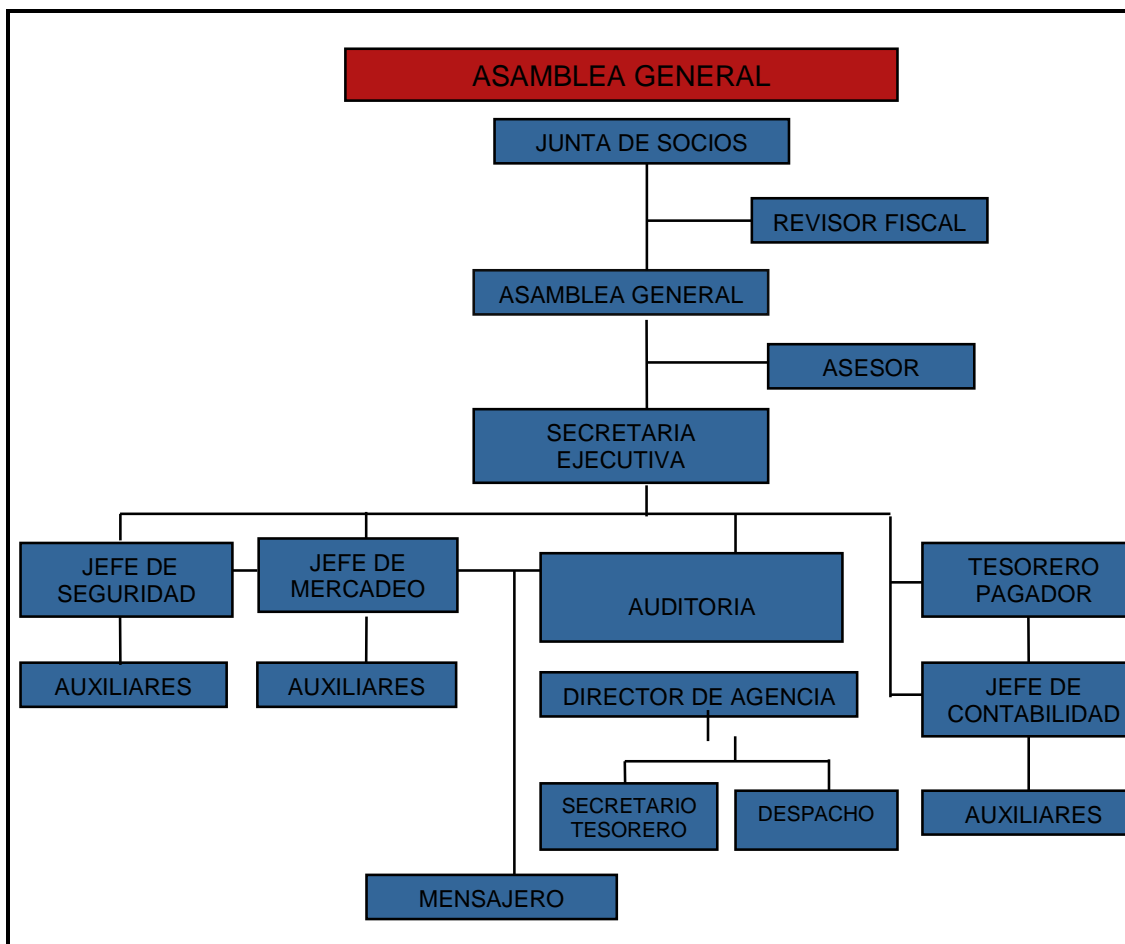 ASAMBLEA GENERAL
JUNTA DE SOCIOS
REVISOR FISCAL
ASAMBLEA GENERAL
ASESOR
SECRETARIA
EJECUTIVA
JEFE DE
SEGURIDAD
JEFE DE
MERCADEO
AUDITORIA
TESORERO
PAGADOR
AUXILIARES
AUXILIARES
DIRECTOR DE AGENCIA
JEFE DE
CONTABILIDAD
SECRETARIO
TESORERO
DESPACHO
AUXILIARES
MENSAJERO